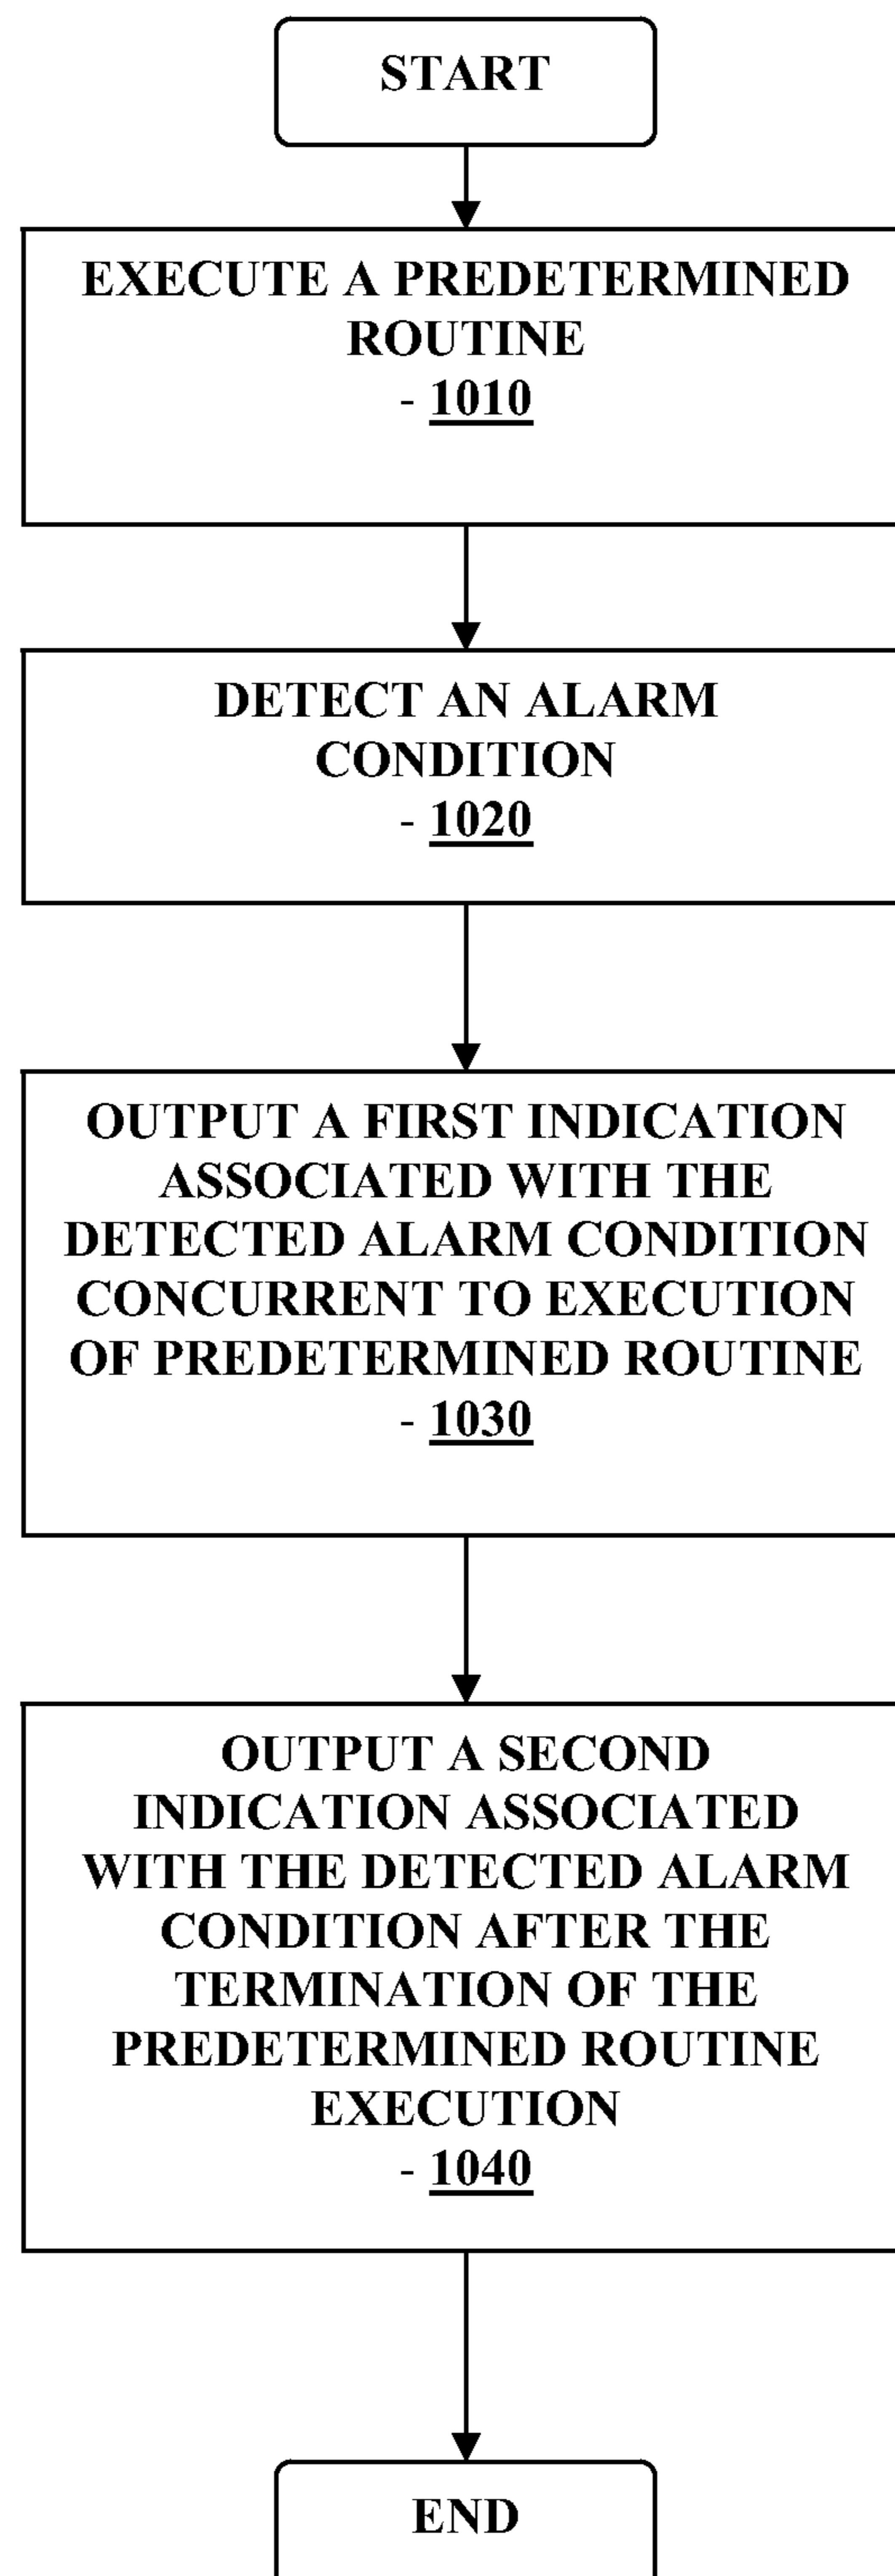 START
EXECUTE A PREDETERMINED
ROUTINE
- 1010
DETECT AN ALARM
CONDITION
- 1020
OUTPUT A FIRST INDICATION
ASSOCIATED WITH THE
DETECTED ALARM CONDITION
CONCURRENT TO EXECUTION
OF PREDETERMINED ROUTINE
- 1030
OUTPUT A SECOND
INDICATION ASSOCIATED
WITH THE DETECTED ALARM
CONDITION AFTER THE
TERMINATION OF THE
PREDETERMINED ROUTINE
EXECUTION
- 1040
END